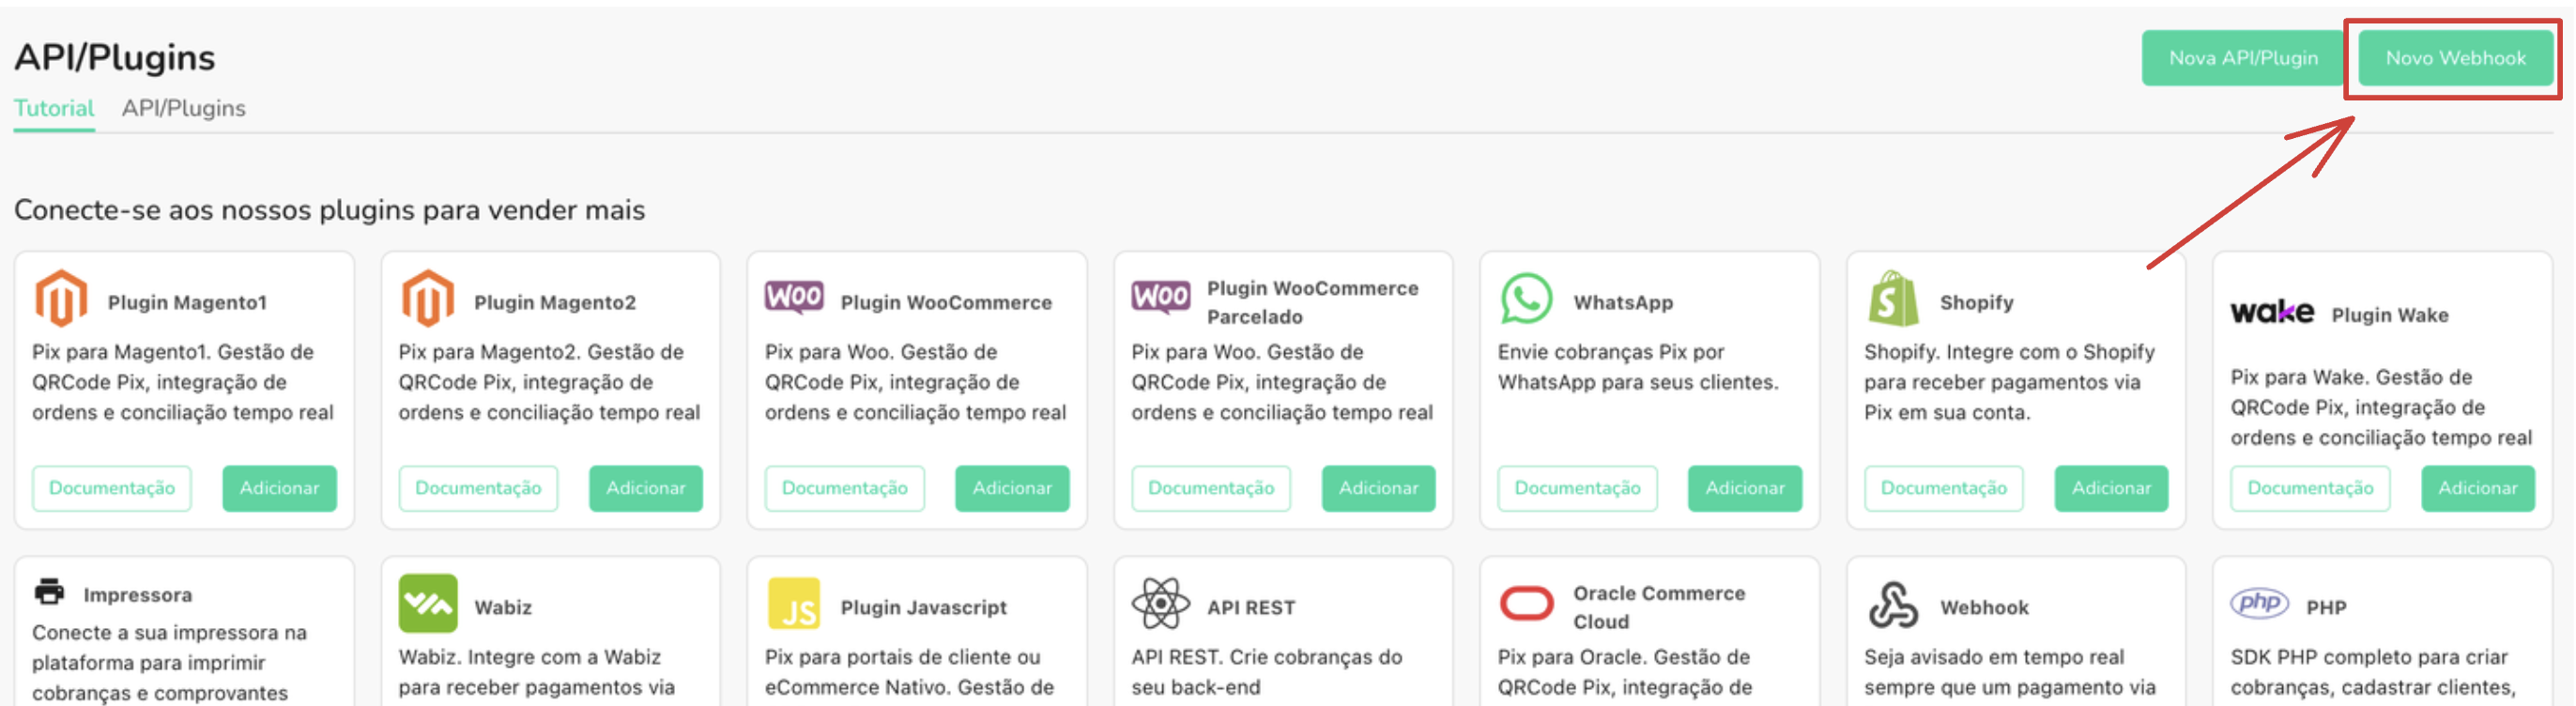 API/Plugins
Nova API/Plugin
Novo Webhook
Tutorial
API/Plugins
Conecte-se aos nossos plugins para vender mais
Plugin Magento1
Pix para Magento1. Gestão de
QRCode Pix, integração de
ordens e conciliação tempo real
Documentação
Adicionar
Plugin Magento2
Pix para Magento2. Gestão de
QRCode Pix, integração de
ordens e conciliação tempo real
Documentação
Adicionar
WOO
Plugin WooCommerce
Pix para Woo. Gestão de
QRCode Pix, integração de
ordens e conciliação tempo real
Documentação
Adicionar
WOO
Plugin WooCommerce
Parcelado
Pix para Woo. Gestão de
QRCode Pix, integração de
ordens e conciliação tempo real
Documentação
Adicionar
WhatsApp
Envie cobranças Pix por
WhatsApp para seus clientes.
Documentação
Adicionar
S
Shopify
Shopify. Integre com o Shopify
para receber pagamentos via
Pix em sua conta.
Documentação
Adicionar
wake
Plugin Wake
Pix para Wake. Gestão de
QRCode Pix, integração de
ordens e conciliação tempo real
Documentação
Adicionar
Impressora
Conecte a sua impressora na
plataforma para imprimir
cobranças e comprovantes
Wabiz
Wabiz. Integre com a Wabiz
para receber pagamentos via
JS
Plugin Javascript
Pix para portais de cliente ou
eCommerce Nativo. Gestão de
API REST
API REST. Crie cobranças do
seu back-end
Oracle Commerce
Cloud
Pix para Oracle. Gestão de
QRCode Pix, integração de
Webhook
Seja avisado em tempo real
sempre que um pagamento via
php
PHP
SDK PHP completo para criar
cobranças, cadastrar clientes,